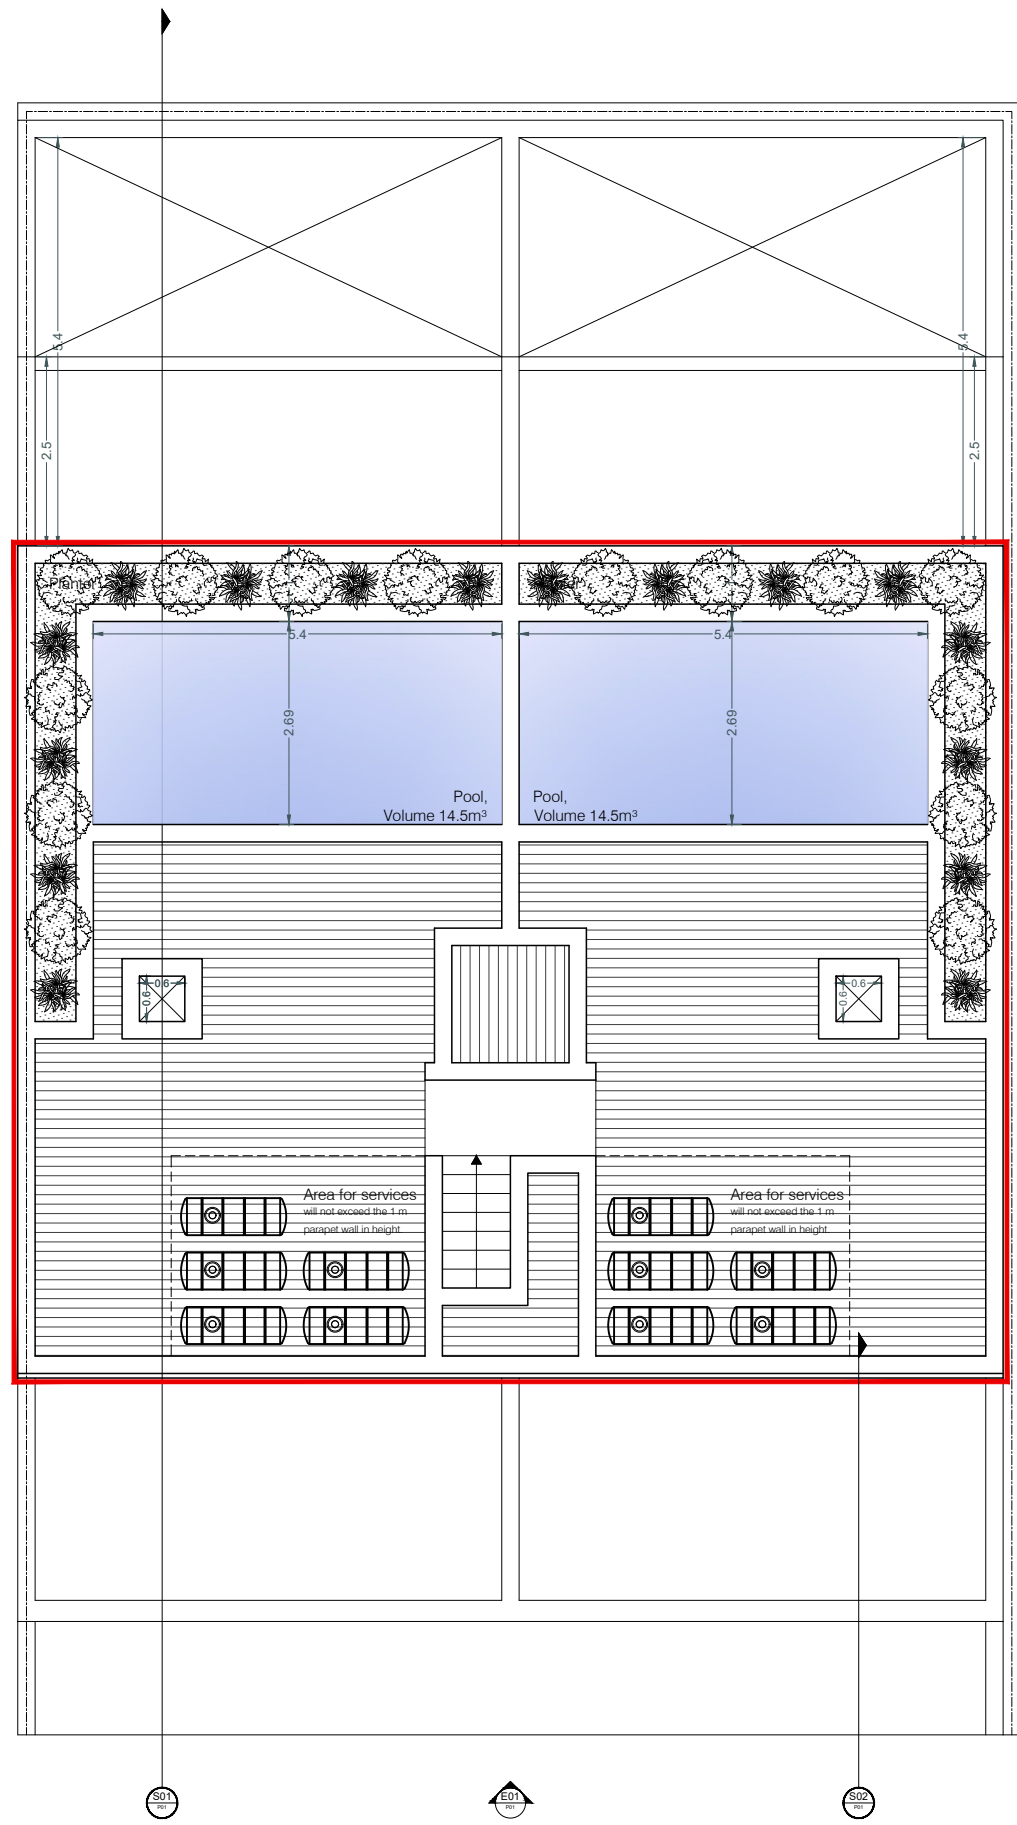 5.4
5.4
2.5
2.5
Planter
5.4
5.4
2.69
2.69
Pool,
Volume 14.5m³
Pool,
Volume 14.5m³
0.6
0.6
0.6
0.6
Area for services
will not exceed the 1 m
parapet wall in height
Area for services
will not exceed the 1 m
parapet wall in height
S01
P01
E01
P01
S02
P01